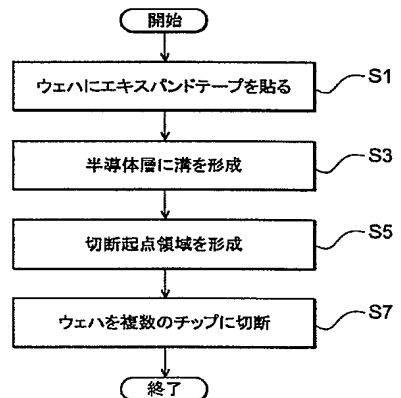 開始
ウェハにエキスパンドテープを貼る
S1
半導体層に溝を形成
S3
切断起点領域を形成
S5
ウェハを複数のチップに切断
S7
終了